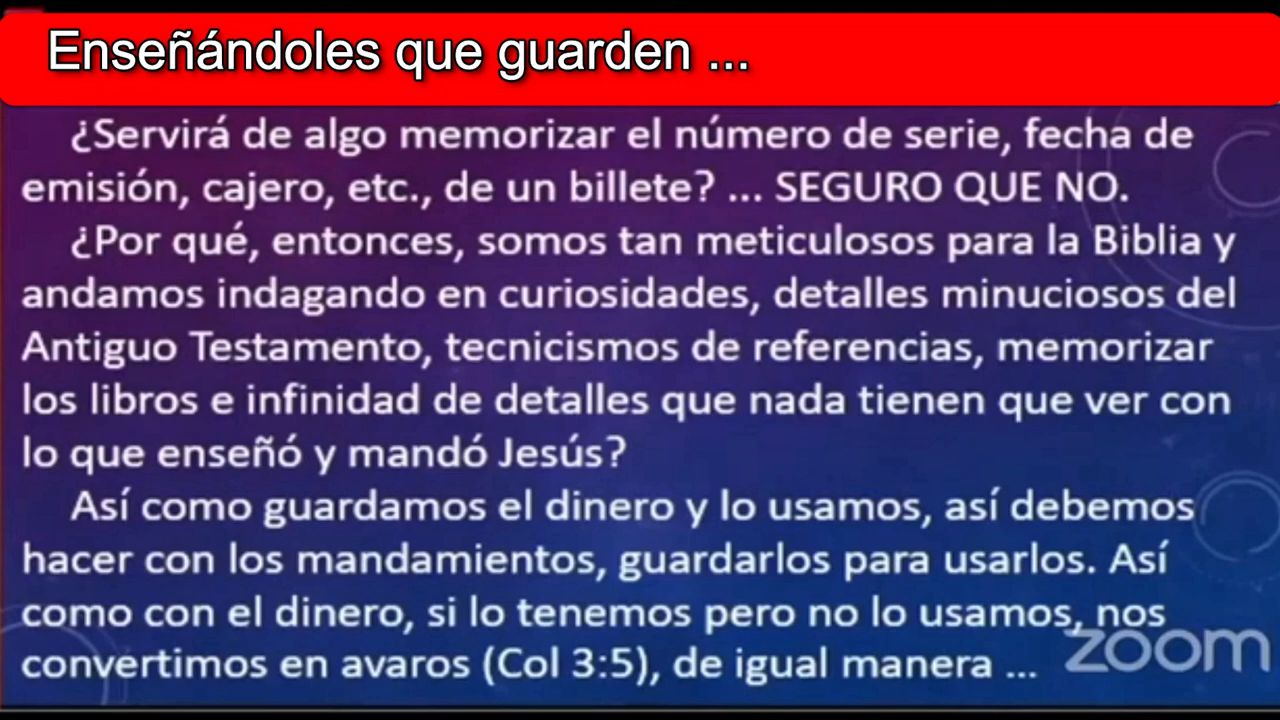 Enseñándoles que guarden ...
¿Servirá de algo memorizar el número de serie, fecha de
emisión, cajero, etc., de un billete? ... SEGURO QUE NO.
¿Por qué, entonces, somos tan meticulosos para la Biblia y
andamos indagando en curiosidades, detalles minuciosos del
Antiguo Testamento, tecnicismos de referencias, memorizar
los libros e infinidad de detalles que nada tienen que ver con
lo que enseñó y mandó Jesús?
Así como guardamos el dinero y lo usamos, así debemos
hacer con los mandamientos, guardarlos para usarlos. Así
como con el dinero, si lo tenemos pero no lo usamos, nos
convertimos en avaros (Col 3:5), de igual manera ...
zoom